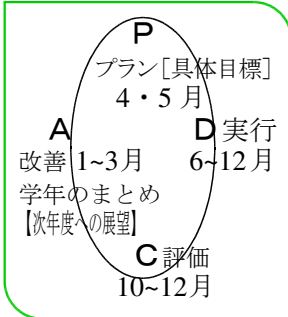 P
プラン[具体目標]
4・5月
A
改善 1~3月
学年のまとめ
【次年度への展望】
D 実行
6~12月
C 評価
10~12月